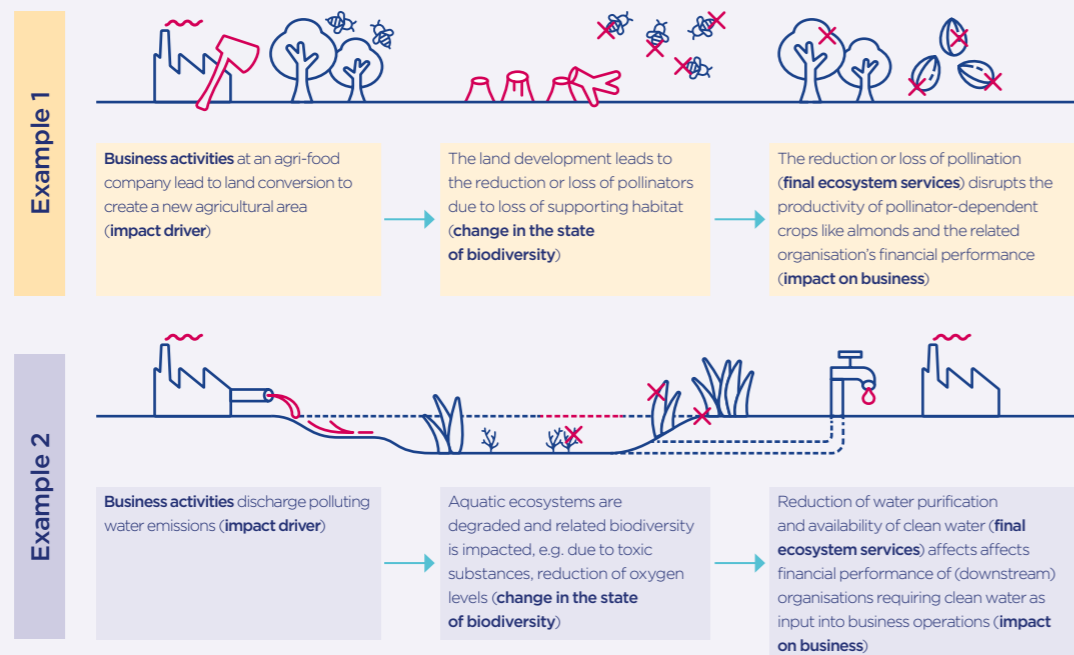 Example 1
Business activities at an agri-food
company lead to land conversion to
create a new agricultural area
(impact driver)
The land development leads to
the reduction or loss of pollinators
due to loss of supporting habitat
(change in the state
of biodiversity)
The reduction or loss of pollination
(final ecosystem services) disrupts the
productivity of pollinator-dependent
crops like almonds and the related
organisation's financial performance
(impact on business)
Example 2
Business activities discharge polluting
water emissions (impact driver)
Aquatic ecosystems are
degraded and related biodiversity
is impacted, e.g. due to toxic
substances, reduction of oxygen
levels (change in the state
of biodiversity)
Reduction of water purification
and availability of clean water (final
ecosystem services) affects affects
financial performance of (downstream)
organisations requiring clean water as
input into business operations (impact
on business)